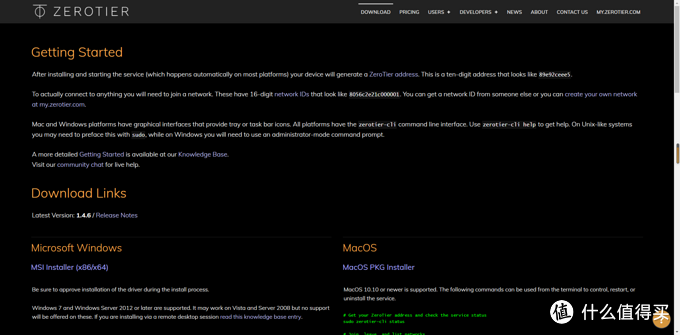 ZEROTIER
DOWNLOAD PRICING USERS + DEVELOPERS + NEWS ABOUT CONTACT US MY.ZEROTIER.COM
Getting Started
After installing and starting the service (which happens automatically on most platforms) your device will generate a ZeroTier address. This is a ten-digit address that looks like 89e92ceee5.
To actually connect to anything you will need to join a network. These have 16-digit network IDs that look like 8056c2e21c000001. You can get a network ID from someone else or you can create your own network
at my.zerotier.com.
Mac and Windows platforms have graphical interfaces that provide tray or task bar icons. All platforms have the zerotier-cli command line interface. Use zerotier-cli help to get help. On Unix-like systems
you may need to preface this with sudo, while on Windows you will need to use an administrator-mode command prompt.
A more detailed Getting Started is available at our Knowledge Base.
Visit our community chat for live help.
Download Links
Latest Version: 1.4.6 / Release Notes
Microsoft Windows
MSI Installer (x86/x64)
Be sure to approve installation of the driver during the install process.
Windows 7 and Windows Server 2012 or later are supported. It may work on Vista and Server 2008 but no support
will be offered on these. If you are installing via a remote desktop session read this knowledge base entry.
MacOS
MacOS PKG Installer
MacOS 10.10 or newer is supported. The following commands can be used from the terminal to control, restart, or
uninstall the service.
# Get your ZeroTier address and check the service status
sudo zerotier-cli status
# Join, leave, and list networks
值 什么值得买